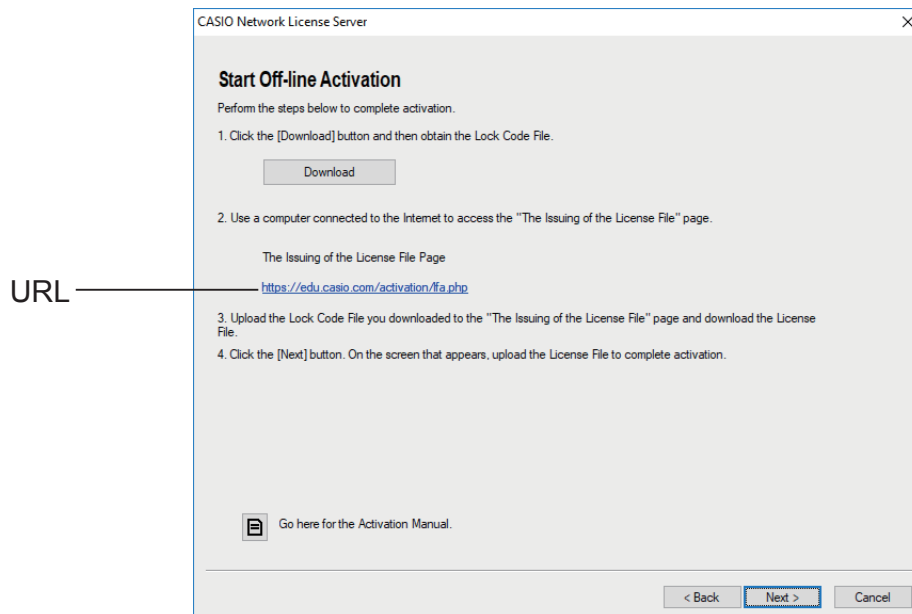 CASIO Network License Server
Start Off-line Activation
Perform the steps below to complete activation.
1. Click the [Download] button and then obtain the Lock Code File.
Download
2. Use a computer connected to the Internet to access the "The Issuing of the License File" page.
The Issuing of the License File Page
URL
https://edu.casio.com/activation/lfa.php
3. Upload the Lock Code File you downloaded to the "The Issuing of the License File" page and download the License
File.
4. Click the [Next] button. On the screen that appears, upload the License File to complete activation.
Go here for the Activation Manual.
< Back
Next >
Cancel